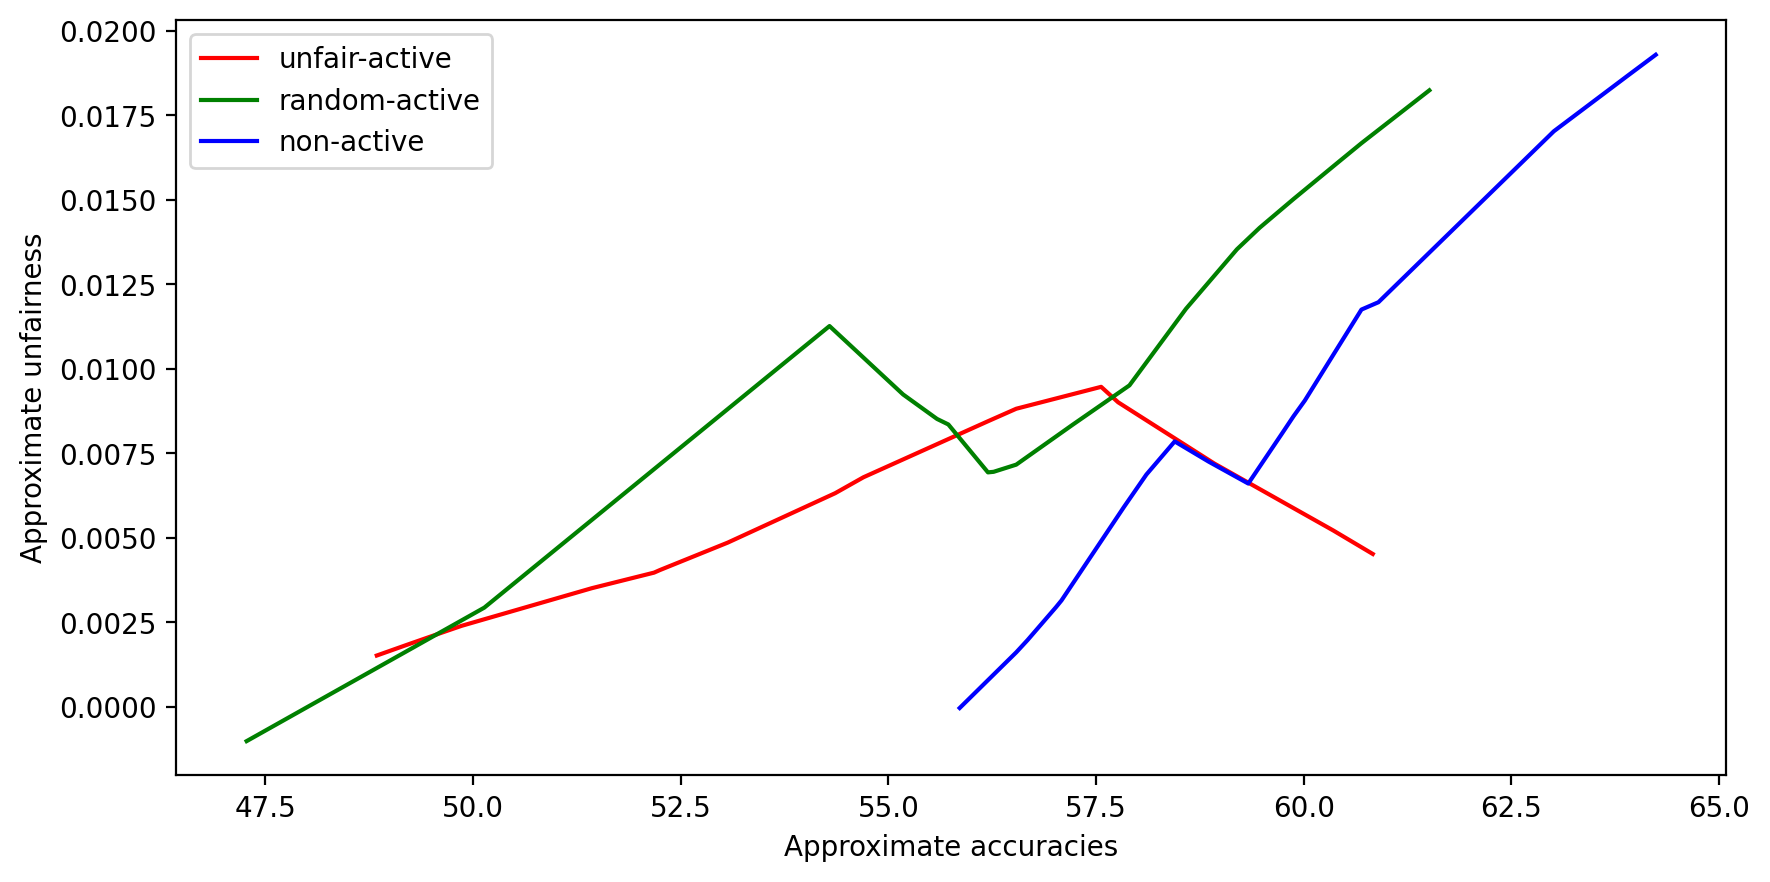 unfair-active
random-active
non-active
Approximate unfairness
0.0200
0.0175
0.0150
0.0125
0.0100
0.0075
0.0050
0.0025
0.0000
47.5 50.0 52.5 55.0 57.5 60.0 62.5 65.0
Approximate accuracies